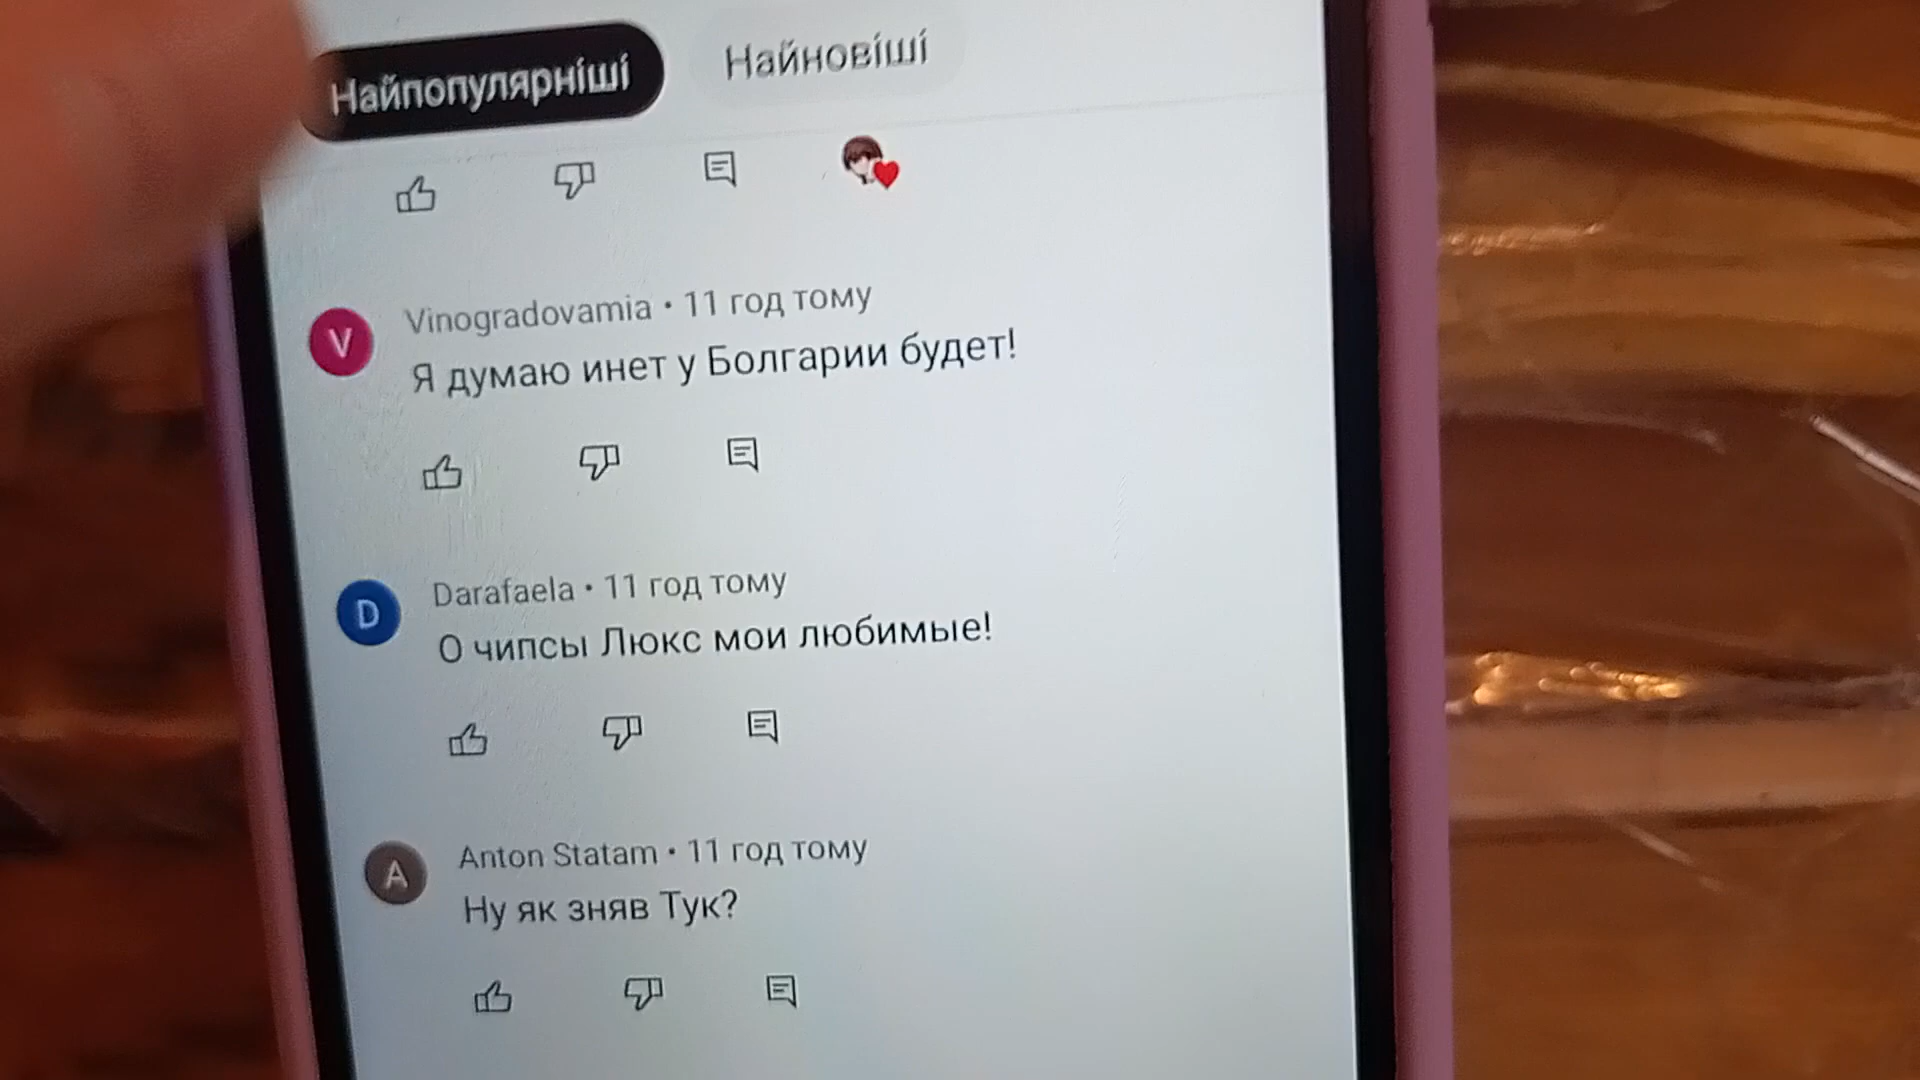 Найпопулярніші
Найновіші
V
Vinogradovamia • 11 год тому
Я думаю инет у Болгарии будет!
D
Darafaela • 11 год тому
О чипсы Люкс мои любимые!
A
Anton Statam • 11 год тому
Ну як зняв Тук?